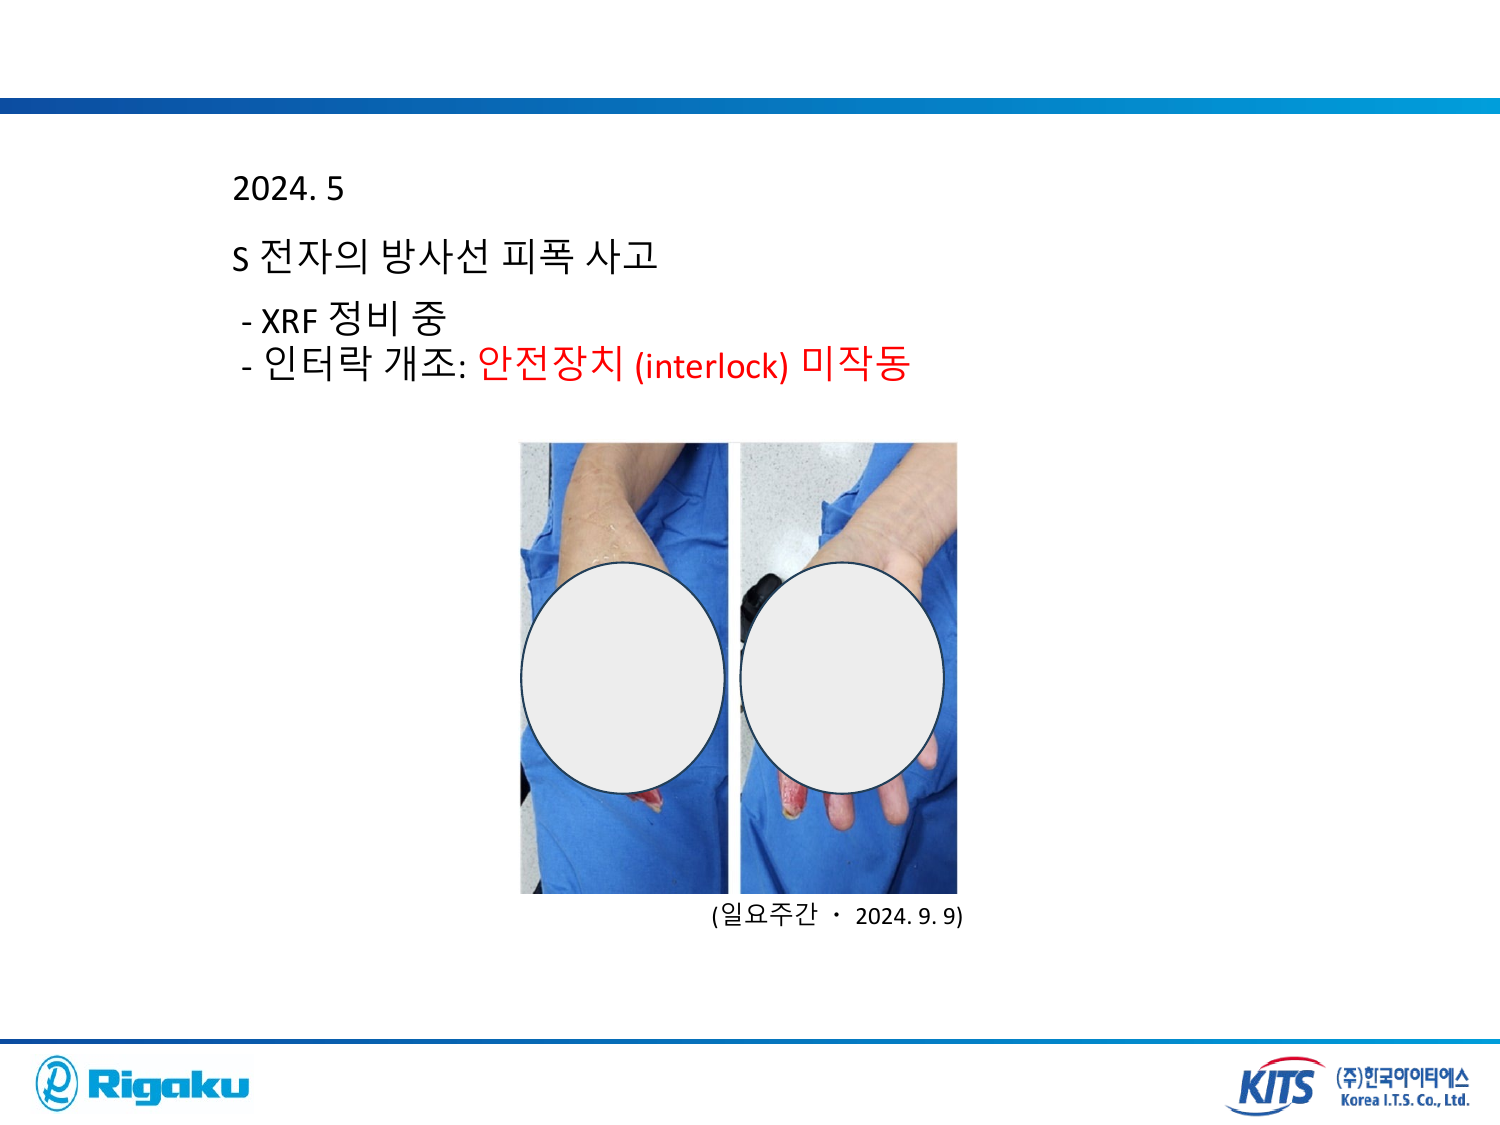 2024. 5
S 전자의 방사선 피폭 사고
- XRF 정비 중
- 인터락 개조: 안전장치 (interlock) 미작동
(일요주간 · 2024. 9. 9)
Rigaku
KITS
(주)한국아이티에스
Korea I.T.S. Co., Ltd.